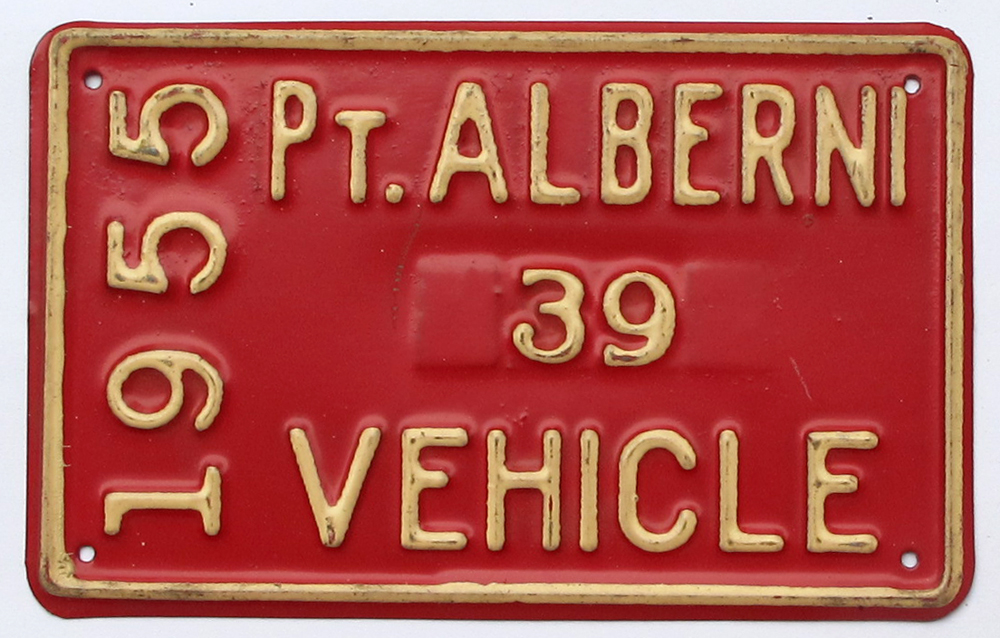 1955
PT. ALBERNI
39
VEHICLE